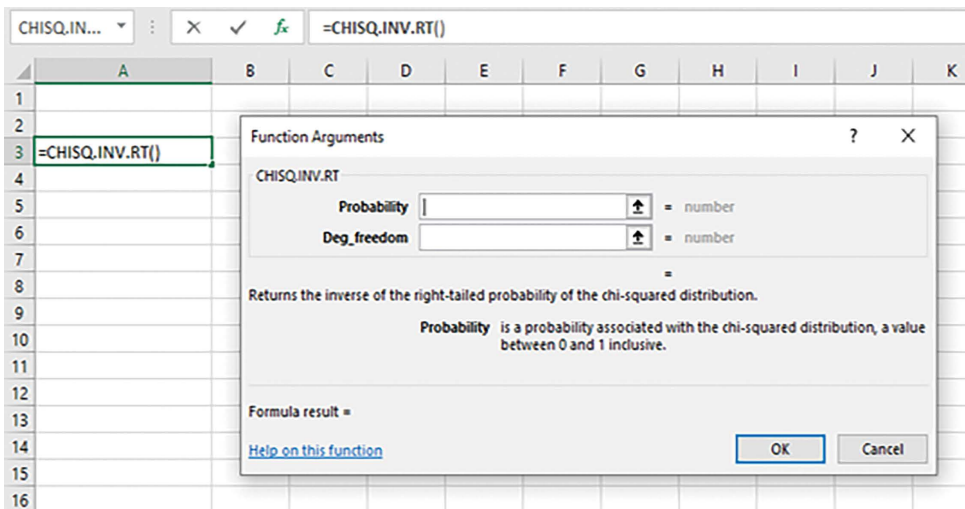 CHISQ.IN... =CHISQ.INV.RT()
A B C D E F G H I J K
1
2
3 =CHISQ.INV.RT()
4
5
6
7
8
9
10
11
12
13
14
15
16
Function Arguments ? X
CHISQ.INV.RT
Probability = number
Deg_freedom = number
=
Returns the inverse of the right-tailed probability of the chi-squared distribution.
Probability is a probability associated with the chi-squared distribution, a value
between 0 and 1 inclusive.
Formula result =
Help on this function OK Cancel